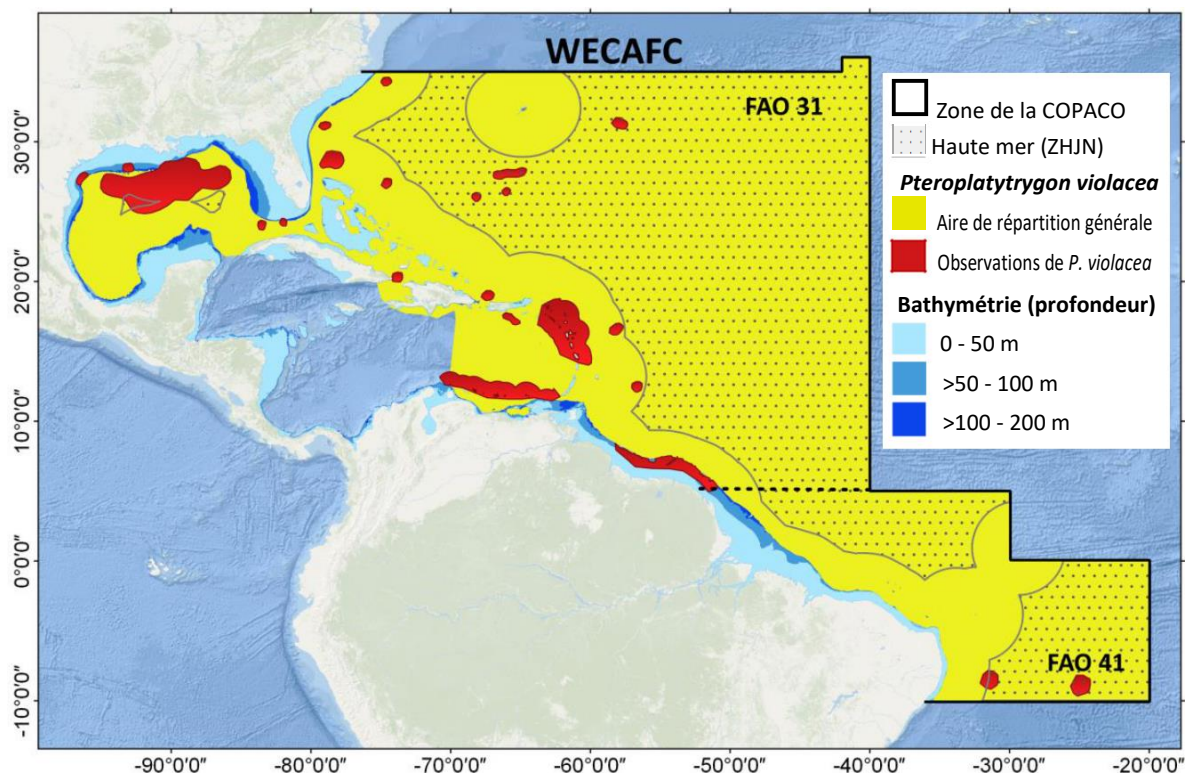 WECAFC
FAO 31
Zone de la COPACO
Haute mer (ZHJN)
Pteroplatytrygon violacea
Aire de répartition générale
Observations de P. violacea
Bathymétrie (profondeur)
0 - 50 m
>50 - 100 m
>100 - 200 m
FAO 41
30°0'0"
20°0'0"
10°0'0"
0°0'0"
-10°0'0"
-90°0'0" -80°0'0" -70°0'0" -60°0'0" -50°0'0" -40°0'0" -30°0'0" -20°0'0"